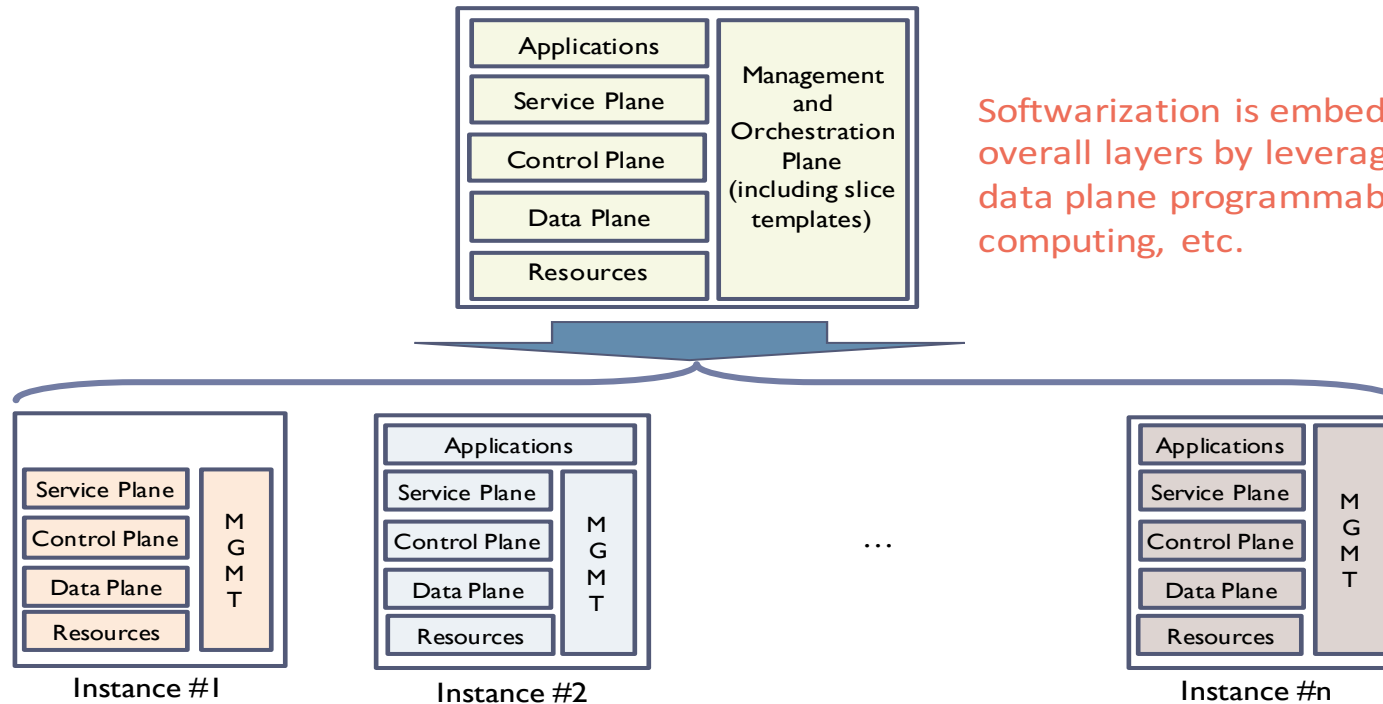 Applications
Service Plane
Control Plane
Data Plane
Resources
Management
and
Orchestration
Plane
(including slice
templates)
Softwarization is embed
overall layers by leverag
data plane programmab
computing, etc.
Service Plane
Control Plane
Data Plane
Resources
M
G
M
T
Instance #1
Applications
Service Plane
Control Plane
Data Plane
Resources
M
G
M
T
Instance #2
...
Applications
Service Plane
Control Plane
Data Plane
Resources
M
G
M
T
Instance #n